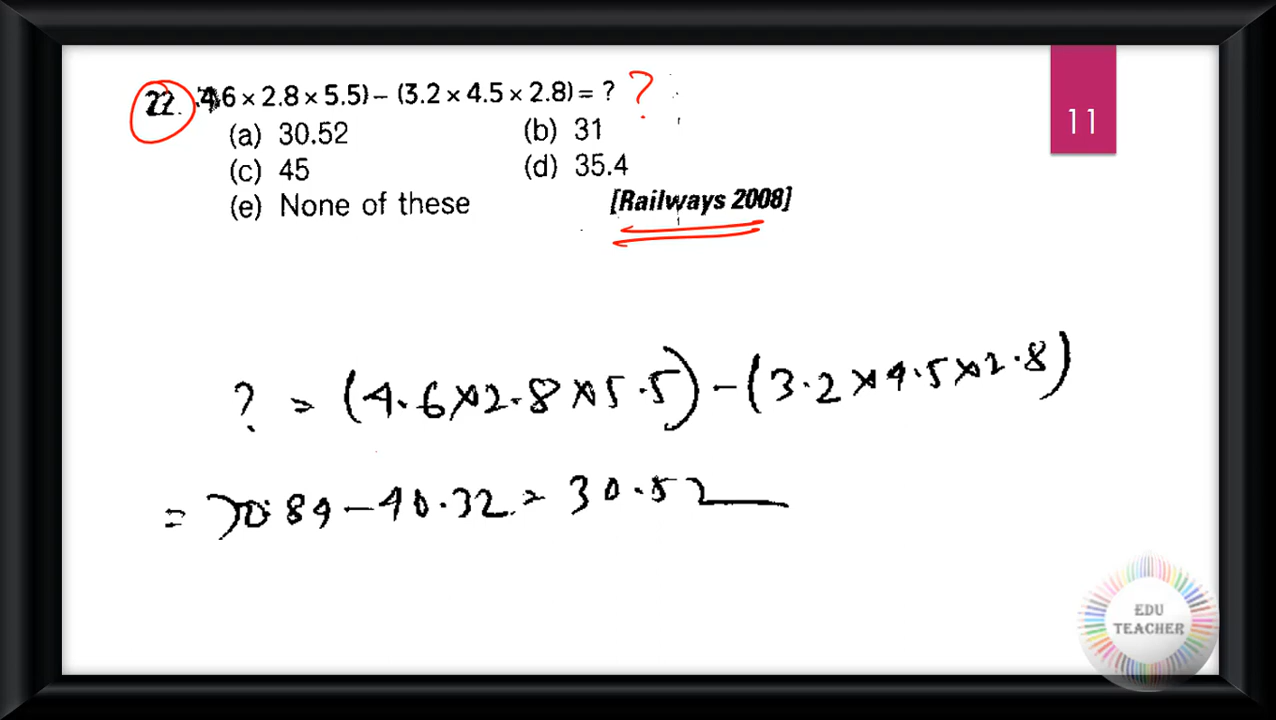 22. 4.6 × 2.8 × 5.5) – (3.2 × 4.5 × 2.8) = ? ?
(a) 30.52 (b) 31
(c) 45 (d) 35.4
(e) None of these [Railways 2008]
11
? = (4.6×2.8×5.5) – (3.2×4.5×2.8)
= 70.84 – 40.32 = 30.52
EDU
TEACHER